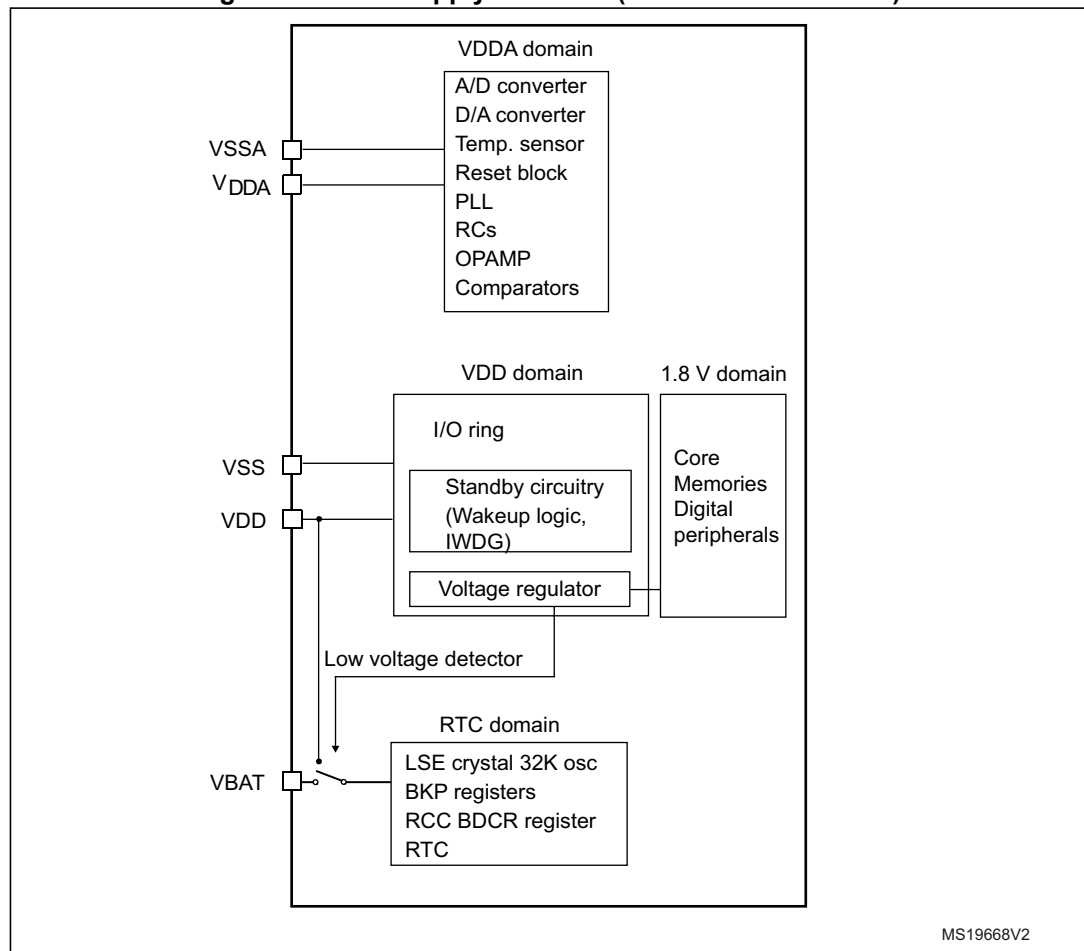 VDDA domain
A/D converter
D/A converter
Temp. sensor
Reset block
PLL
RCs
OPAMP
Comparators
VSSA
VDDA
VDD domain
1.8 V domain
I/O ring
Standby circuitry
(Wakeup logic,
IWDG)
Voltage regulator
Core
Memories
Digital
peripherals
VSS
VDD
Low voltage detector
RTC domain
LSE crystal 32K osc
BKP registers
RCC BDCR register
RTC
VBAT
MS19668V2